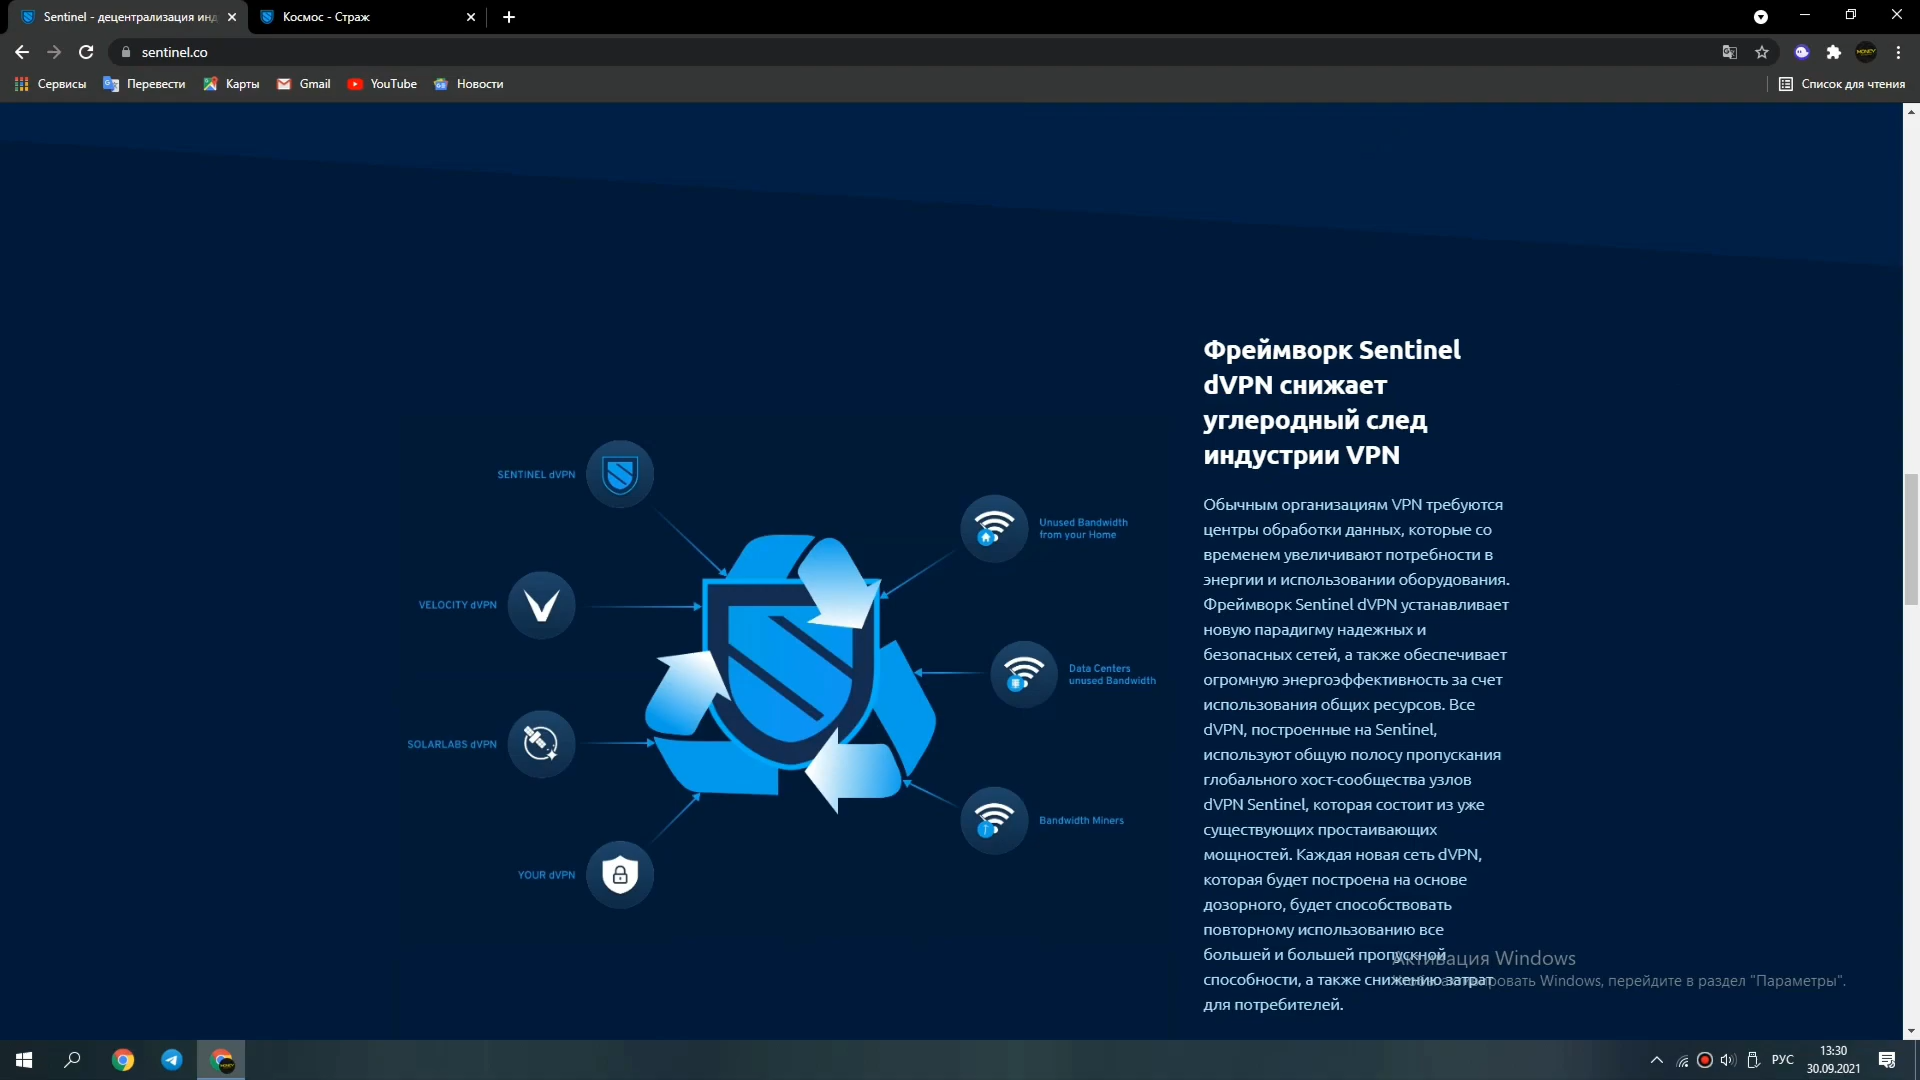 Sentinel - децентрализация инд
Космос - Страж
sentinel.co
Сервисы
Перевести
Карты
Gmail
YouTube
Новости
Список для чтения
SENTINEL dVPN
VELOCITY dVPN
SOLARLABS dVPN
YOUR dVPN
Unused Bandwidth
from your Home
Data Centers
unused Bandwidth
Bandwidth Miners
Фреймворк Sentinel
dVPN снижает
углеродный след
индустрии VPN
Обычным организациям VPN требуются
центры обработки данных, которые со
временем увеличивают потребности в
энергии и использовании оборудования.
Фреймворк Sentinel dVPN устанавливает
новую парадигму надежных и
безопасных сетей, а также обеспечивает
огромную энергоэффективность за счет
использования общих ресурсов. Все
dVPN, построенные на Sentinel,
используют общую полосу пропускания
глобального хост-сообщества узлов
dVPN Sentinel, которая состоит из уже
существующих простаивающих
мощностей. Каждая новая сеть dVPN,
которая будет построена на основе
дозорного, будет способствовать
повторному использованию все
большей и большей пропускной
способности, а также снижению затрат
для потребителей.
Активация Windows
Чтобы активировать Windows, перейдите в раздел "Параметры".
РУС
13:30
30.09.2021